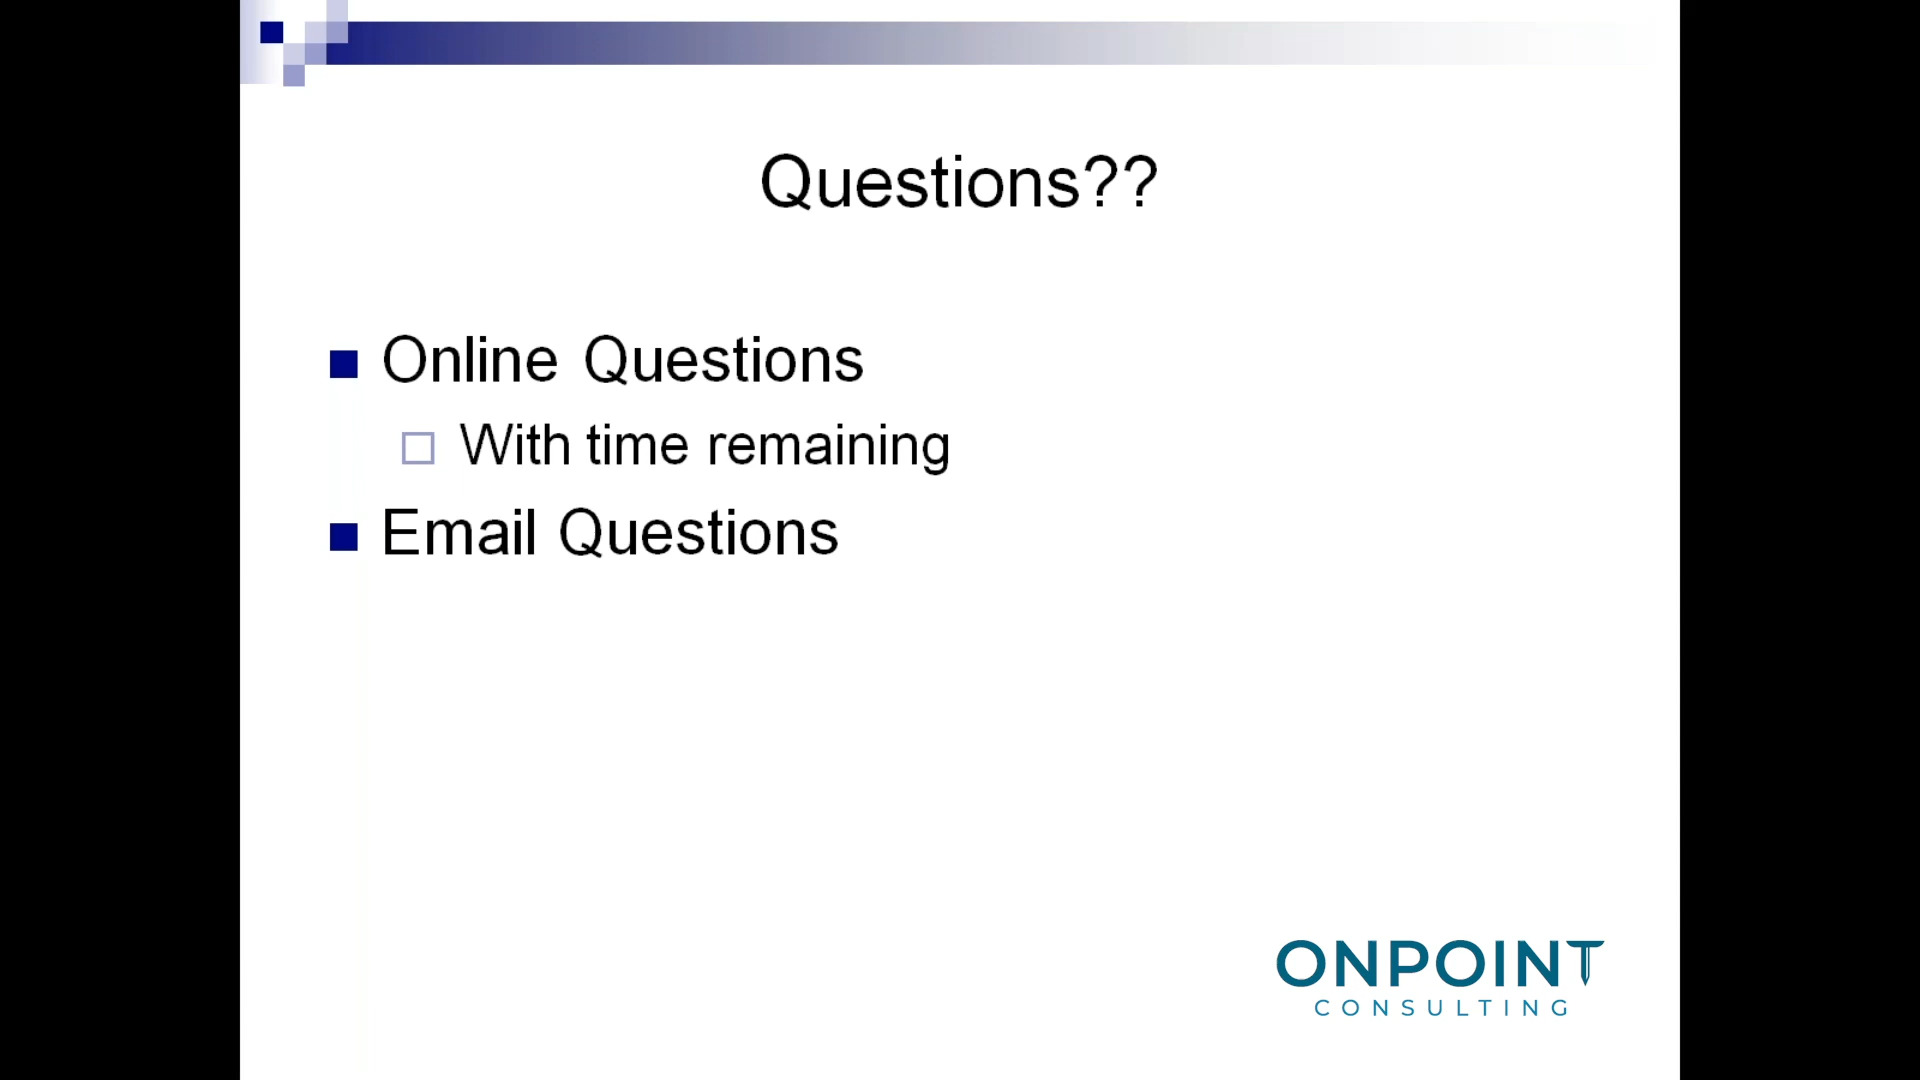 Questions??
Online Questions
With time remaining
Email Questions
ONPOINT
CONSULTING